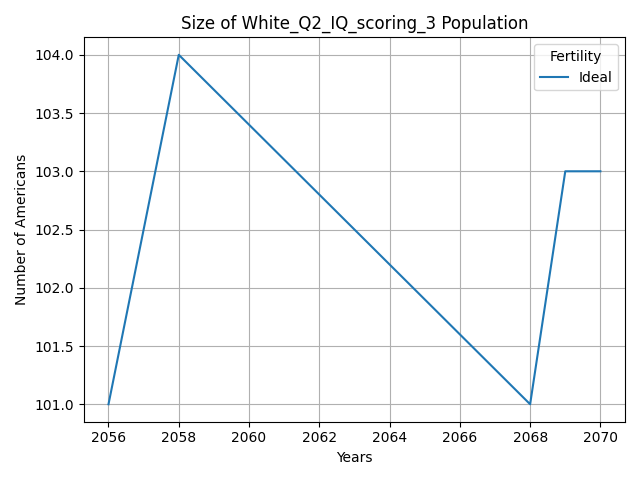 Size of White_Q2_IQ_scoring_3 Population
Fertility
Ideal
Number of Americans
104.0
103.5
103.0
102.5
102.0
101.5
101.0
2056 2058 2060 2062 2064 2066 2068 2070
Years